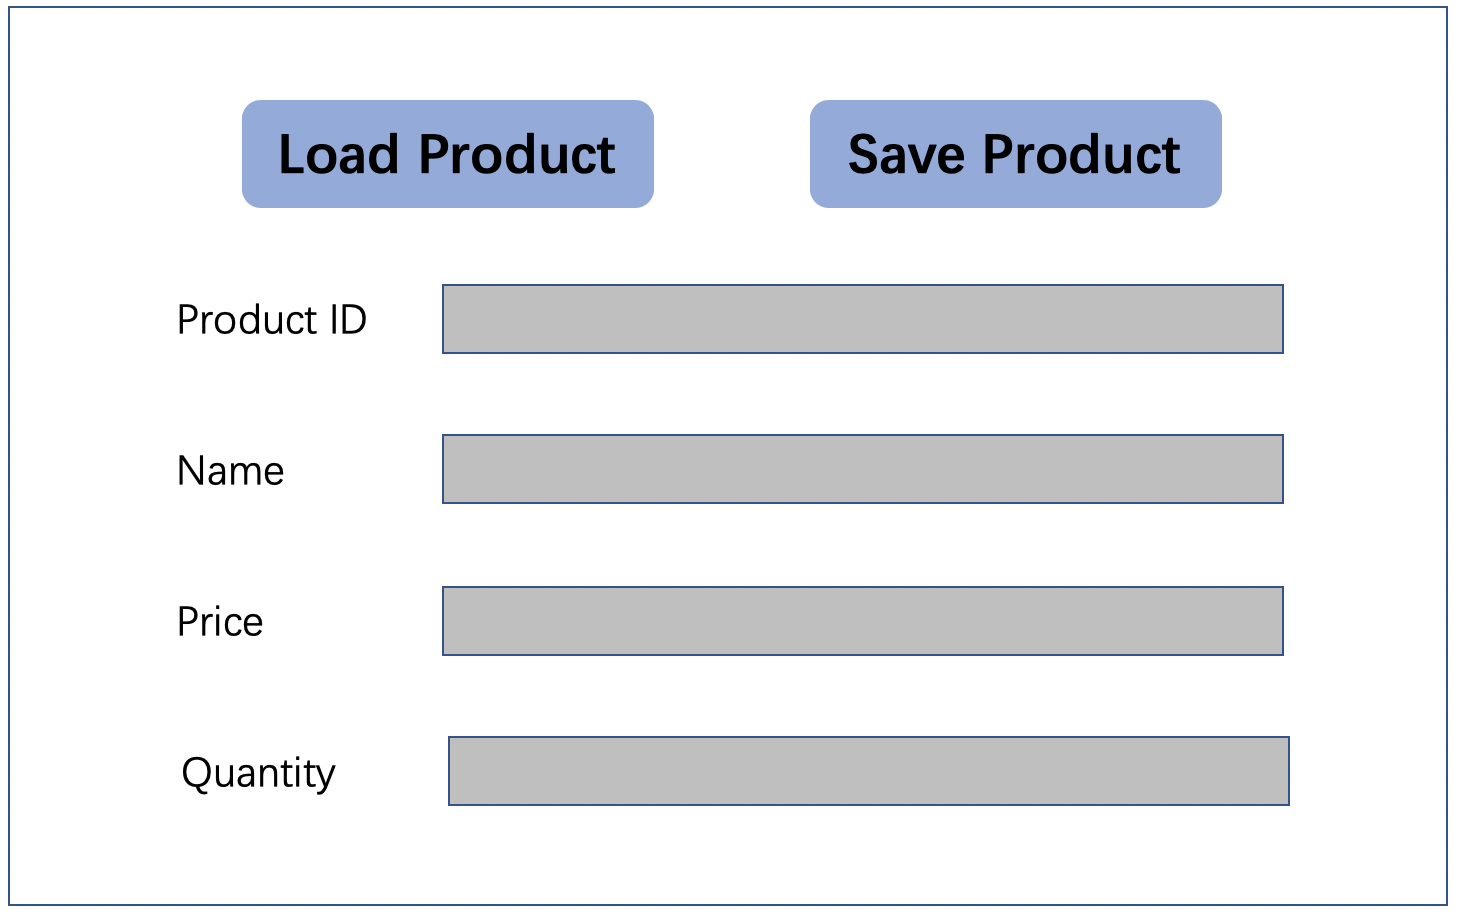 Load Product
Save Product
Product ID
Name
Price
Quantity